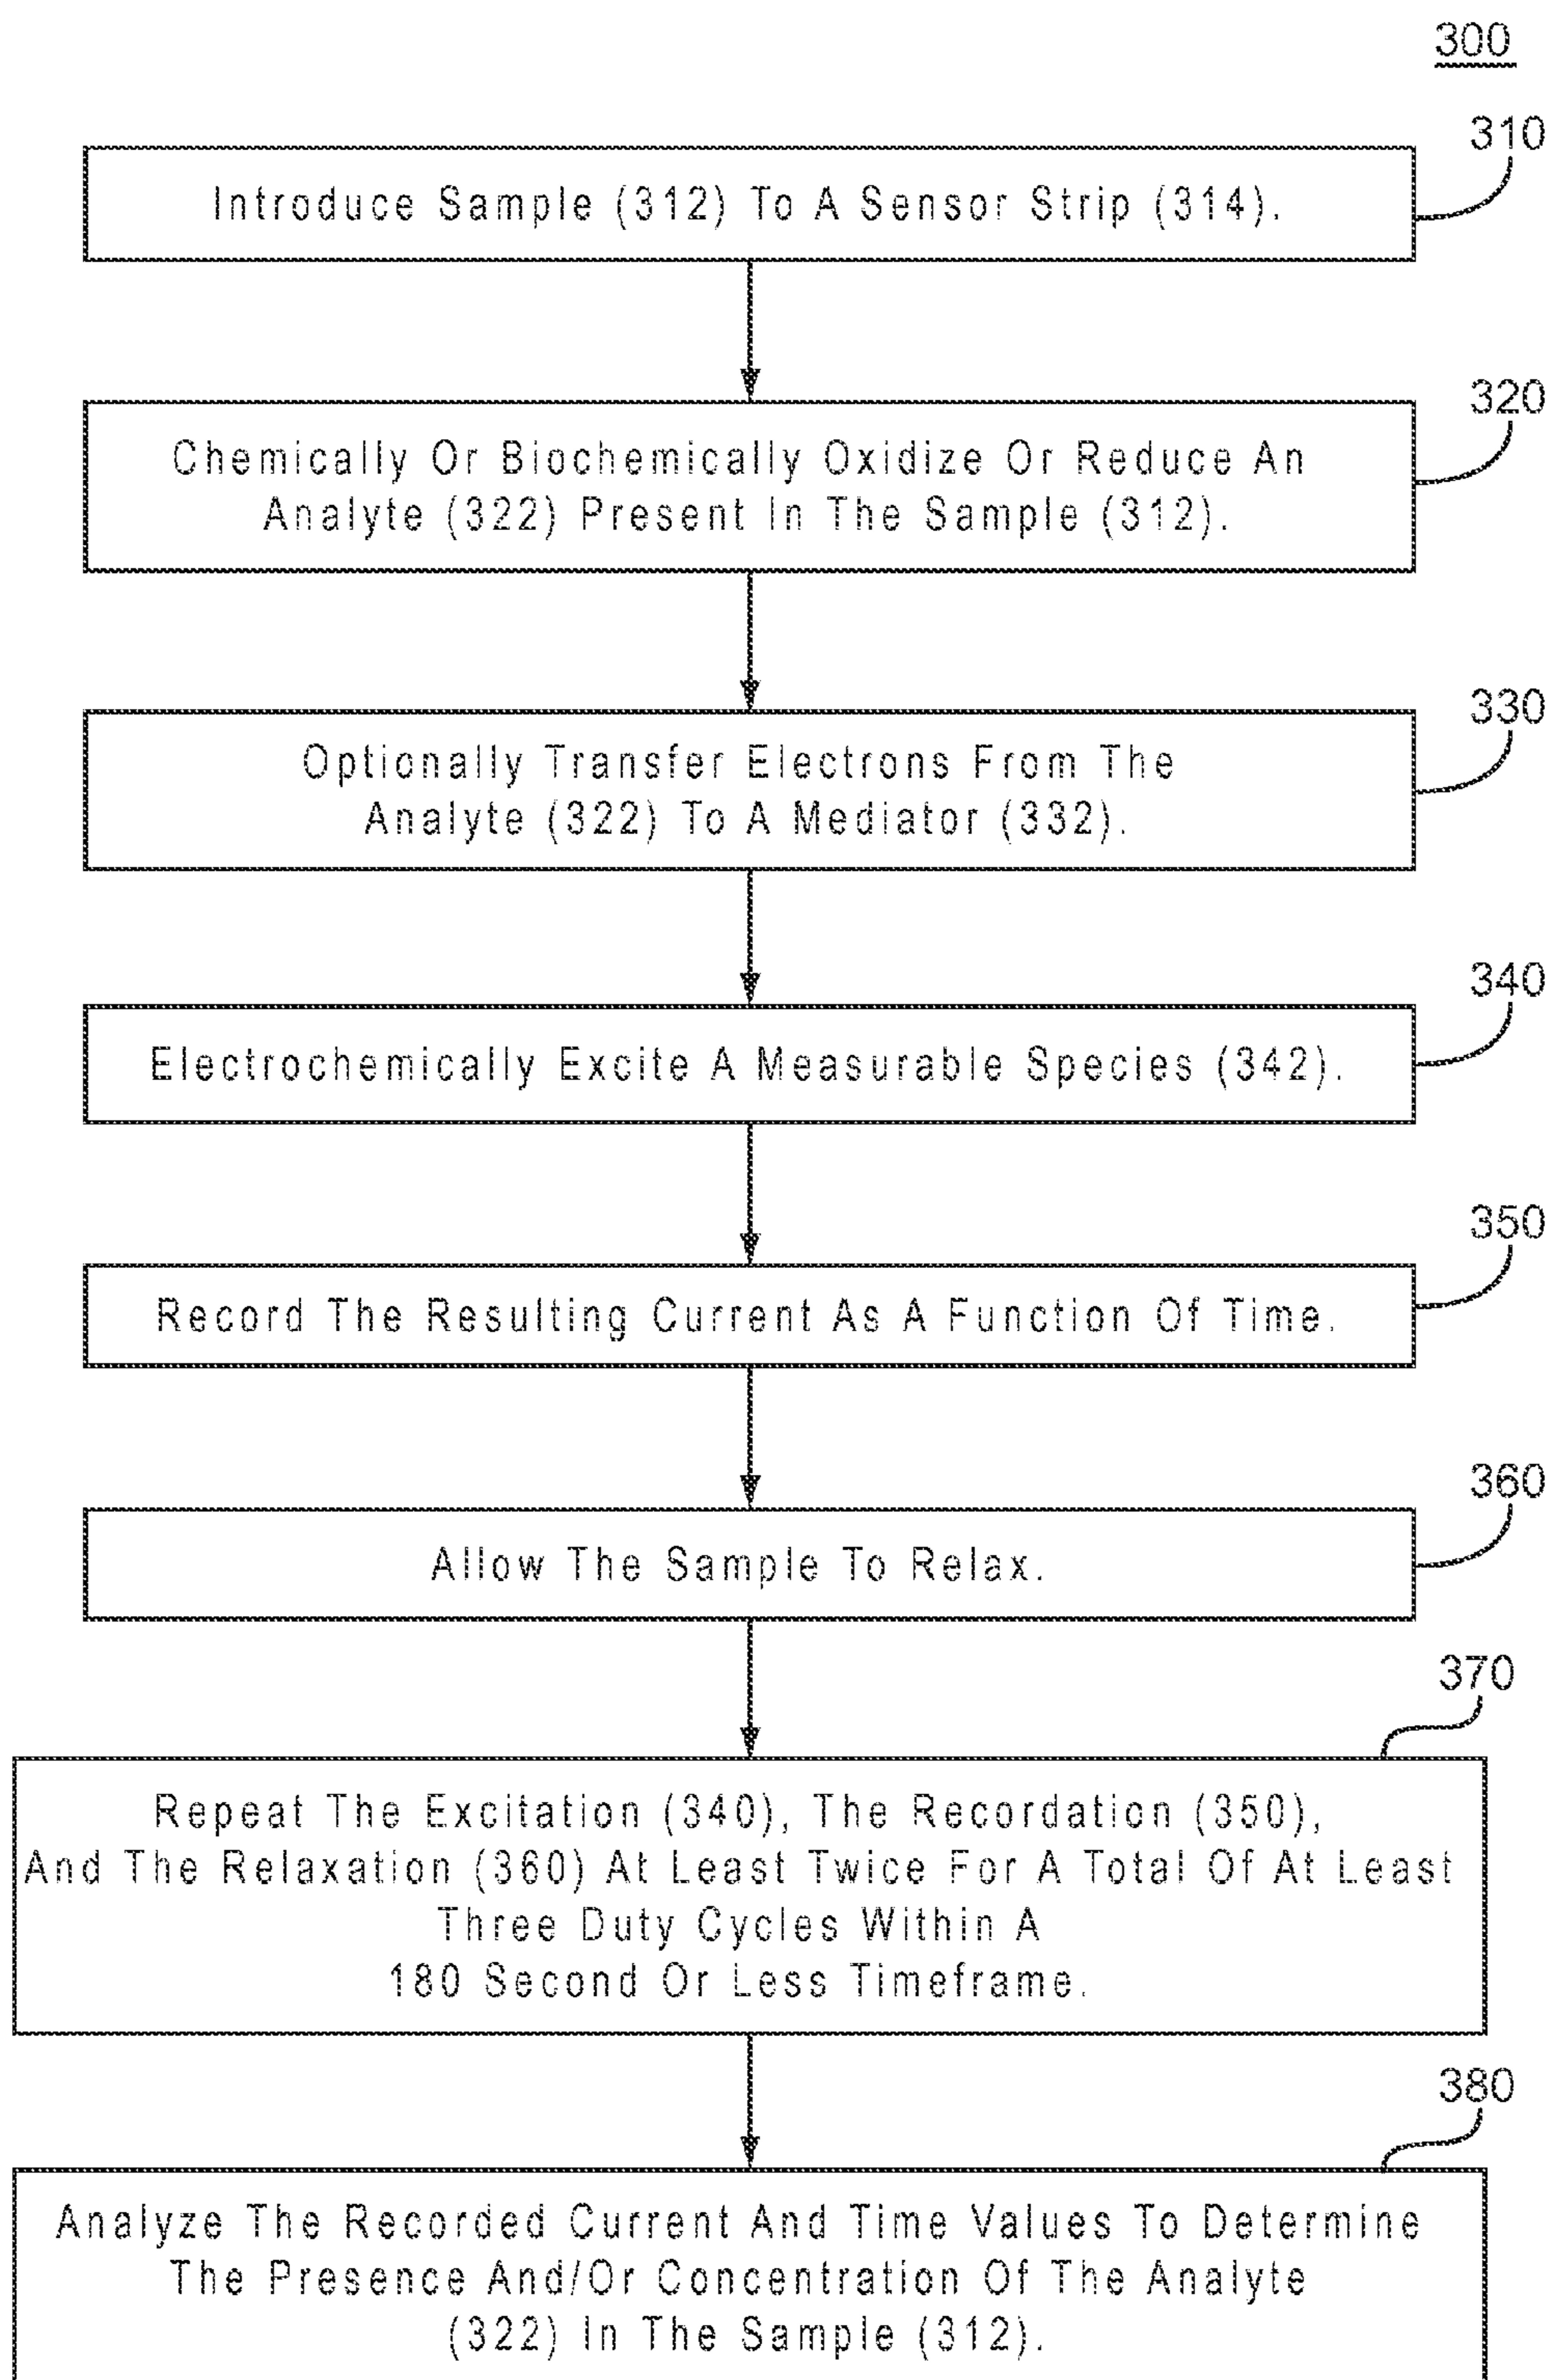 300
310
Introduce Sample (312) To A Sensor Strip (314).
320
Chemically Or Biochemically Oxidize Or Reduce An
Analyte (322) Present In The Sample (312).
330
Optionally Transfer Electrons From The
Analyte (322) To A Mediator (332).
340
Electrochemically Excite A Measurable Species (342).
350
Record The Resulting Current As A Function Of Time.
360
Allow The Sample To Relax.
370
Repeat The Excitation (340), The Recordation (350),
And The Relaxation (360) At Least Twice For A Total Of At Least
Three Duty Cycles Within A
180 Second Or Less Timeframe.
380
Analyze The Recorded Current And Time Values To Determine
The Presence And/Or Concentration Of The Analyte
(322) In The Sample (312).